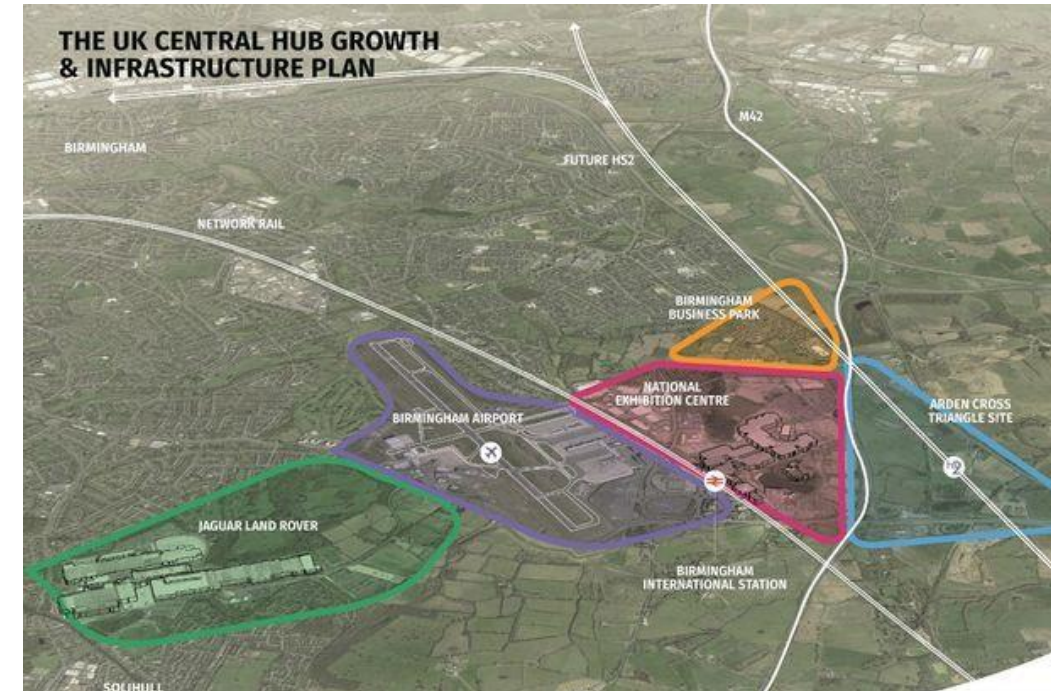 THE UK CENTRAL HUB GROWTH
& INFRASTRUCTURE PLAN
M42
BIRMINGHAM
FUTURE HS2
NETWORK RAIL
BIRMINGHAM
BUSINESS PARK
NATIONAL
EXHIBITION CENTRE
ARDEN CROSS
TRIANGLE SITE
BIRMINGHAM AIRPORT
JAGUAR LAND ROVER
BIRMINGHAM
INTERNATIONAL STATION
SOLIHULL